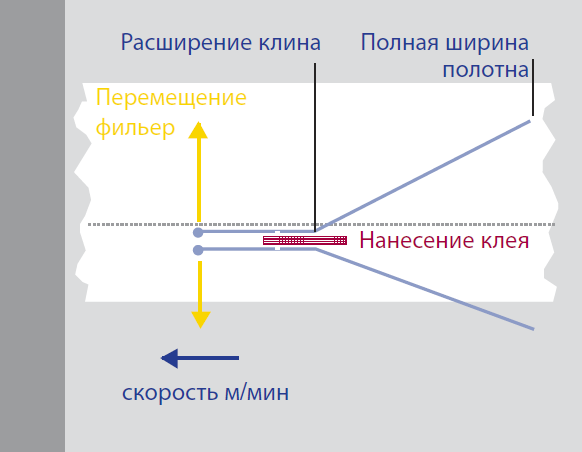 Расширение клина
Полная ширина
полотна
Перемещение
фильер
Нанесение клея
скорость м/мин